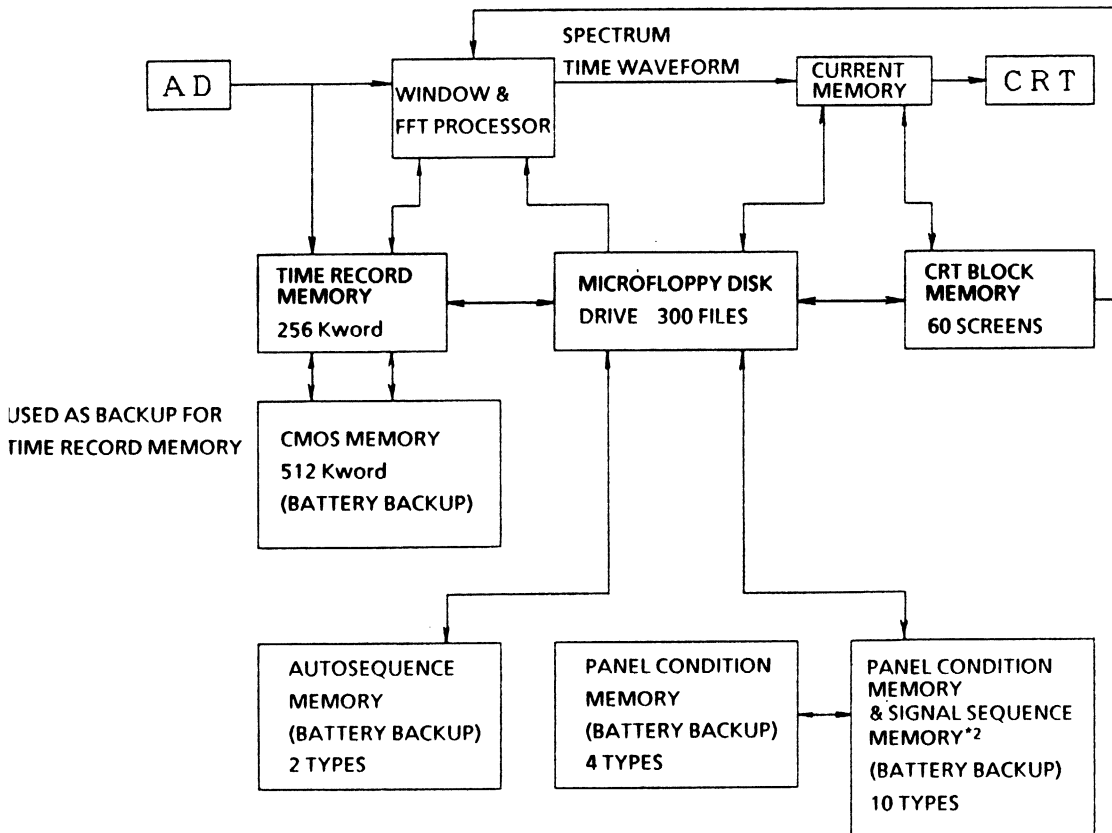 SPECTRUM
TIME WAVEFORM
AD
WINDOW &
FFT PROCESSOR
CURRENT
MEMORY
CRT
TIME RECORD
MEMORY
256 Kword
MICROFLOPPY DISK
DRIVE 300 FILES
CRT BLOCK
MEMORY
60 SCREENS
USED AS BACKUP FOR
TIME RECORD MEMORY
CMOS MEMORY
512 Kword
(BATTERY BACKUP)
AUTOSEQUENCE
MEMORY
(BATTERY BACKUP)
2 TYPES
PANEL CONDITION
MEMORY
(BATTERY BACKUP)
4 TYPES
PANEL CONDITION
MEMORY
& SIGNAL SEQUENCE
MEMORY*2
(BATTERY BACKUP)
10 TYPES